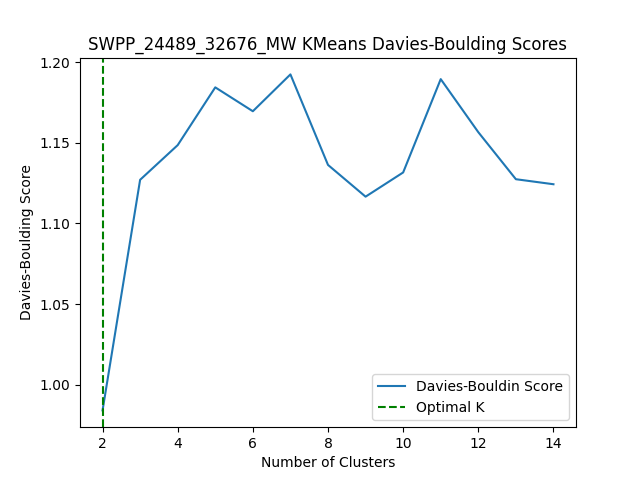 SWPP_24489_32676_MW KMeans Davies-Boulding Scores
1.20
1.15
1.10
1.05
1.00
Davies-Boulding Score
2 4 6 8 10 12 14
Number of Clusters
Davies-Bouldin Score
Optimal K